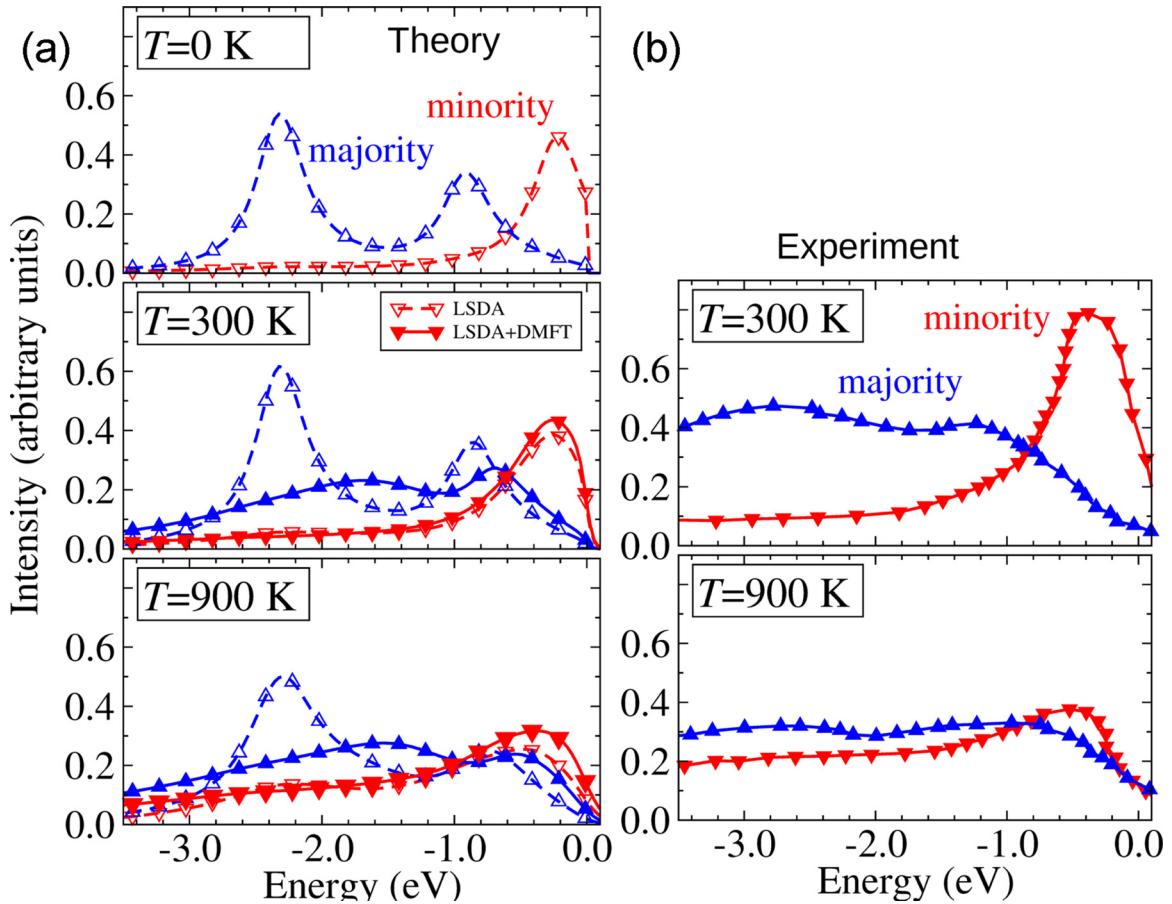 (a)
T=0 K
Theory
minority
majority
0.6
0.4
0.2
0.0
T=300 K
LSDA
LSDA+DMFT
0.6
0.4
0.2
0.0
T=900 K
0.6
0.4
0.2
0.0
-3.0 -2.0 -1.0 0.0
Energy (eV)
Intensity (arbitrary units)
(b)
Experiment
T=300 K
minority
majority
0.8
0.6
0.4
0.2
0.0
T=900 K
0.6
0.4
0.2
0.0
-3.0 -2.0 -1.0 0.0
Energy (eV)